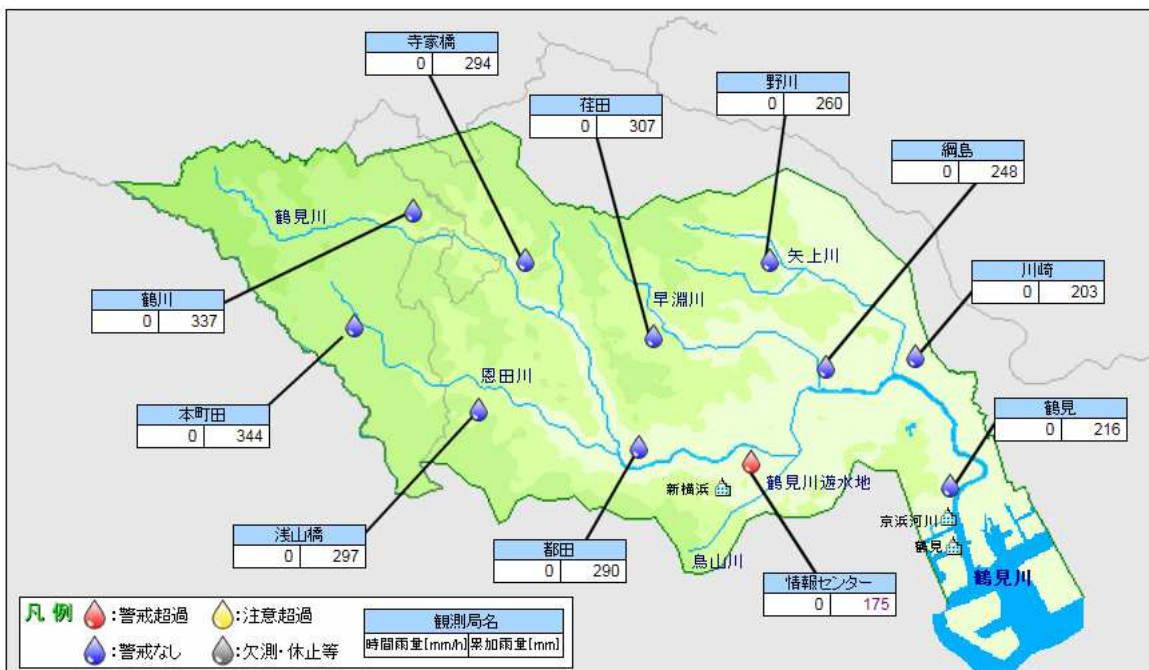 寺家橋
0 294
野川
0 260
荏田
0 307
綱島
0 248
鶴見川
矢上川
川崎
0 203
鶴川
0 337
早淵川
恩田川
本町田
0 344
鶴見
0 216
新横浜
鶴見川遊水地
京浜河川
鶴見
浅山橋
0 297
都田
0 290
鳥山川
情報センター
0 175
鶴見川
凡例
:警戒超過
:注意超過
:警戒なし
:欠測・休止等
観測局名
時間雨量[mm/h] 累加雨量[mm]